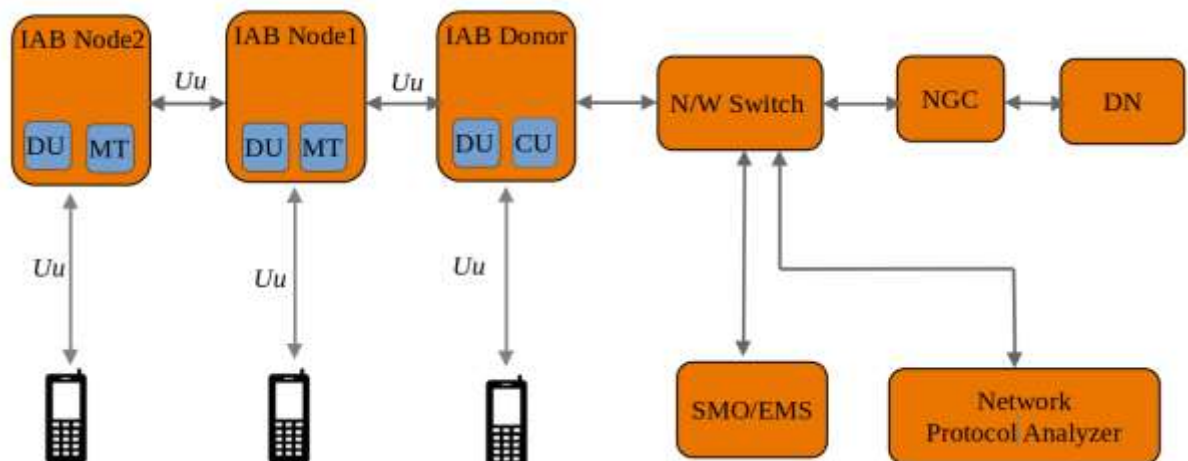 IAB Node2
IAB Node1
IAB Donor
Uu
Uu
N/W Switch
NGC
DN
DU
MT
DU
MT
DU
CU
Uu
Uu
Uu
SMO/EMS
Network
Protocol Analyzer